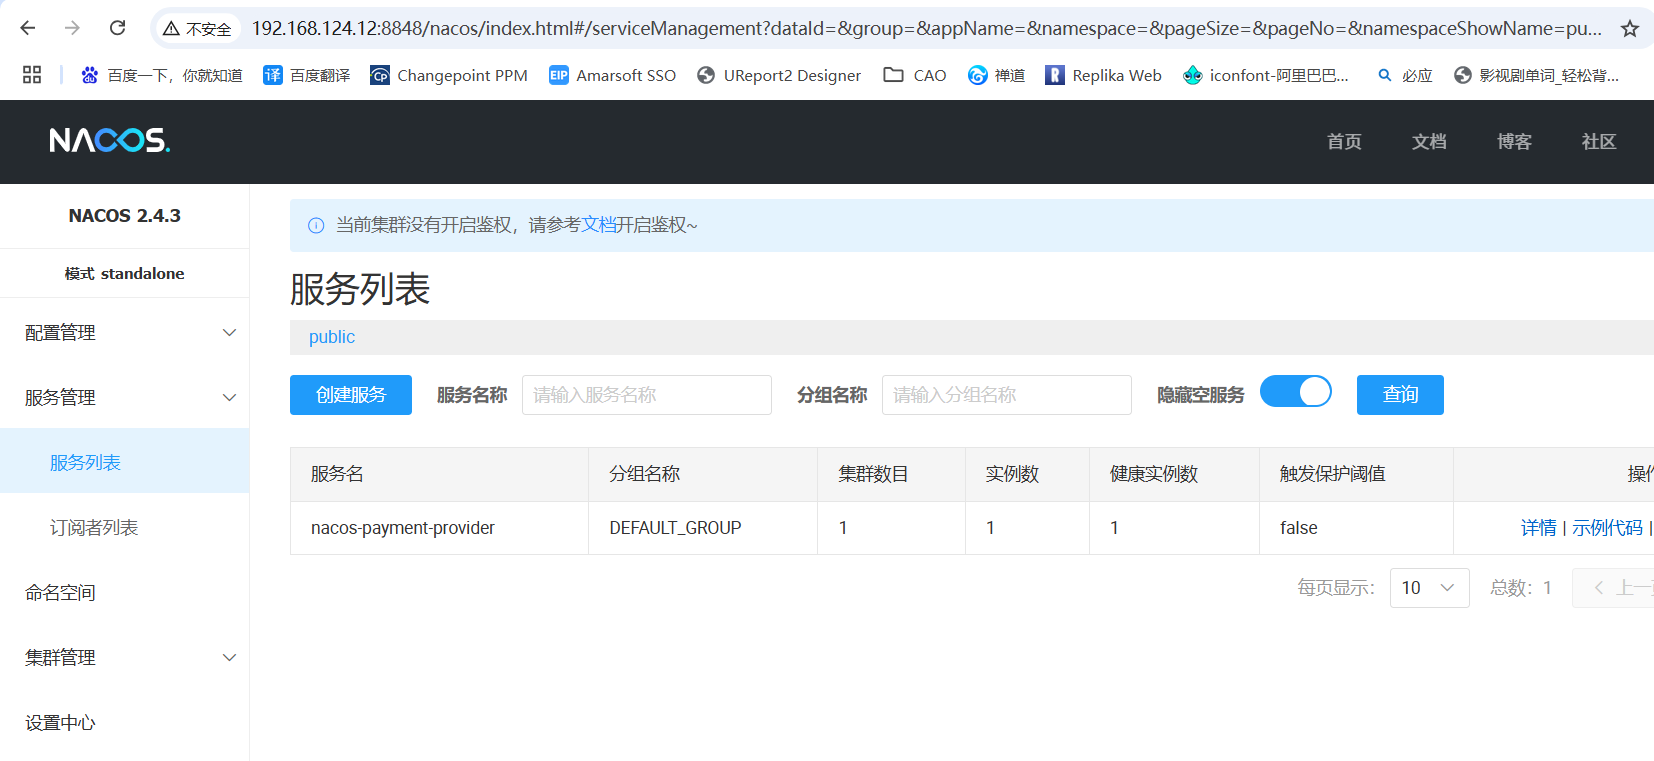 不安全 192.168.124.12:8848/nacos/index.html#/serviceManagement?dataId=&group=&appName=&namespace=&pageSize=&pageNo=&namespaceShowName=pu...
百度一下，你就知道 译 百度翻译 Cp Changepoint PPM EIP Amarsoft SSO UReport2 Designer CAO 禅道 R Replika Web iconfont-阿里巴巴... 必应 影视剧单词_轻松背...
NACOS. 首页 文档 博客 社区
NACOS 2.4.3
模式 standalone
配置管理
服务管理
服务列表
订阅者列表
命名空间
集群管理
设置中心
当前集群没有开启鉴权，请参考文档开启鉴权~
服务列表
public
创建服务 服务名称 请输入服务名称 分组名称 请输入分组名称 隐藏空服务 查询
服务名 分组名称 集群数目 实例数 健康实例数 触发保护阈值 操作
nacos-payment-provider DEFAULT_GROUP 1 1 1 false 详情 | 示例代码 |
每页显示： 10 总数：1 上一页